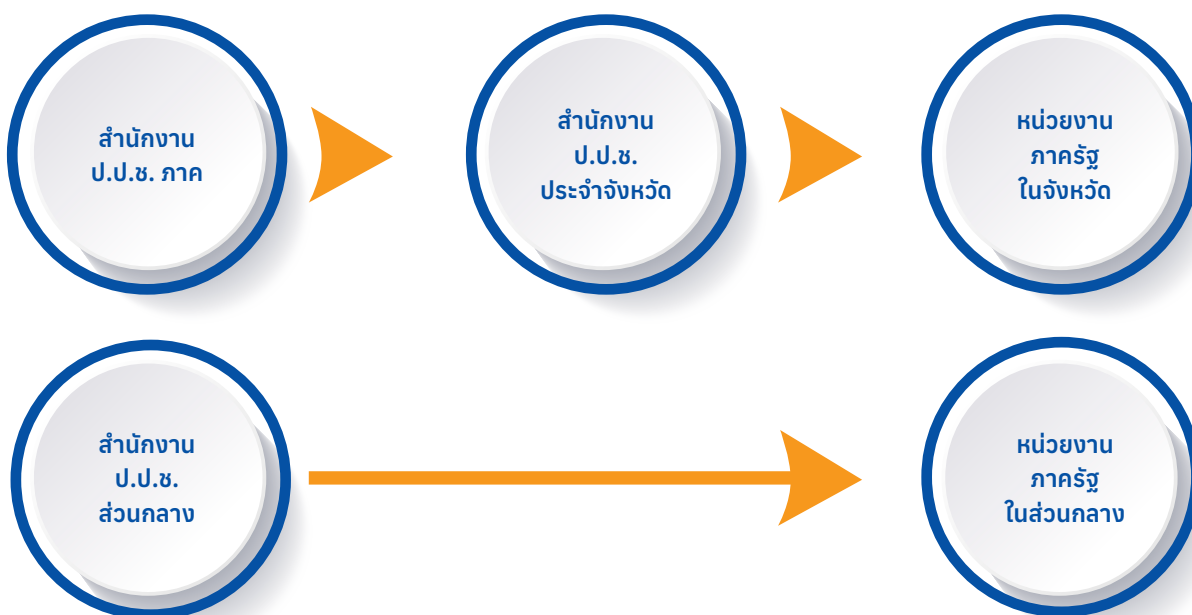 สำนักงาน
ป.ป.ช. ภาค
สำนักงาน
ป.ป.ช.
ประจำจังหวัด
หน่วยงาน
ภาครัฐ
ในจังหวัด
สำนักงาน
ป.ป.ช.
ส่วนกลาง
หน่วยงาน
ภาครัฐ
ในส่วนกลาง